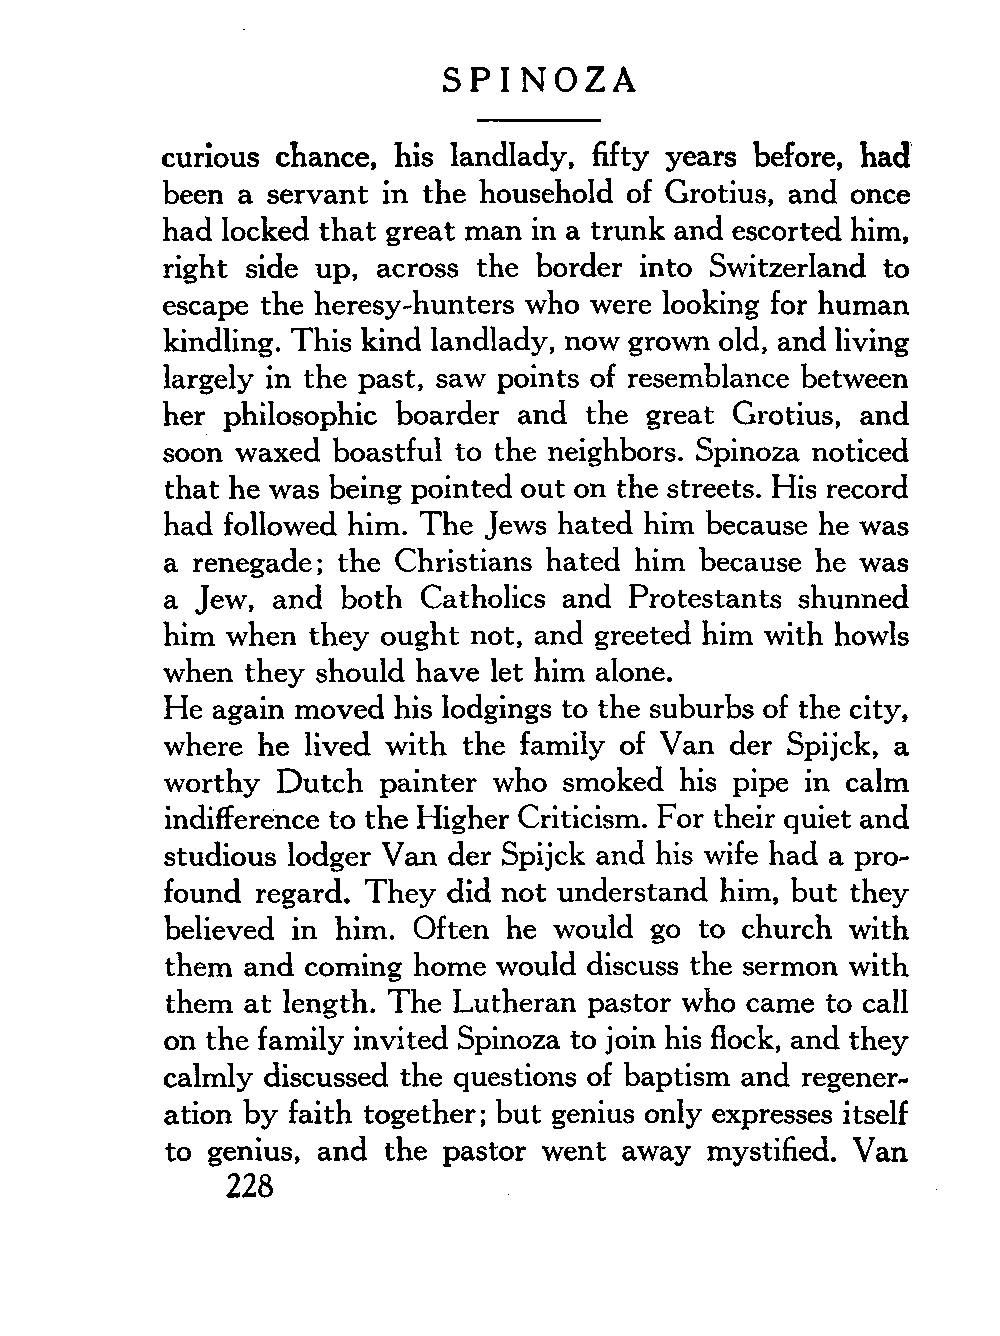 SPINOZA
curious chance, his landlady, fifty years before, had
been a servant in the household of Grotius, and once
had locked that great man in a trunk and escorted him,
right side up, across the border into Switzerland to
escape the heresy-hunters who were looking for human
kindling. This kind landlady, now grown old, and living
largely in the past, saw points of resemblance between
her philosophic boarder and the great Grotius, and
soon waxed boastful to the neighbors. Spinoza noticed
that he was being pointed out on the streets. His record
had followed him. The Jews hated him because he was
a renegade; the Christians hated him because he was
a Jew, and both Catholics and Protestants shunned
him when they ought not, and greeted him with howls
when they should have let him alone.
He again moved his lodgings to the suburbs of the city,
where he lived with the family of Van der Spijck, a
worthy Dutch painter who smoked his pipe in calm
indifference to the Higher Criticism. For their quiet and
studious lodger Van der Spijck and his wife had a pro-
found regard. They did not understand him, but they
believed in him. Often he would go to church with
them and coming home would discuss the sermon with
them at length. The Lutheran pastor who came to call
on the family invited Spinoza to join his flock, and they
calmly discussed the questions of baptism and regener-
ation by faith together; but genius only expresses itself
to genius, and the pastor went away mystified. Van
228